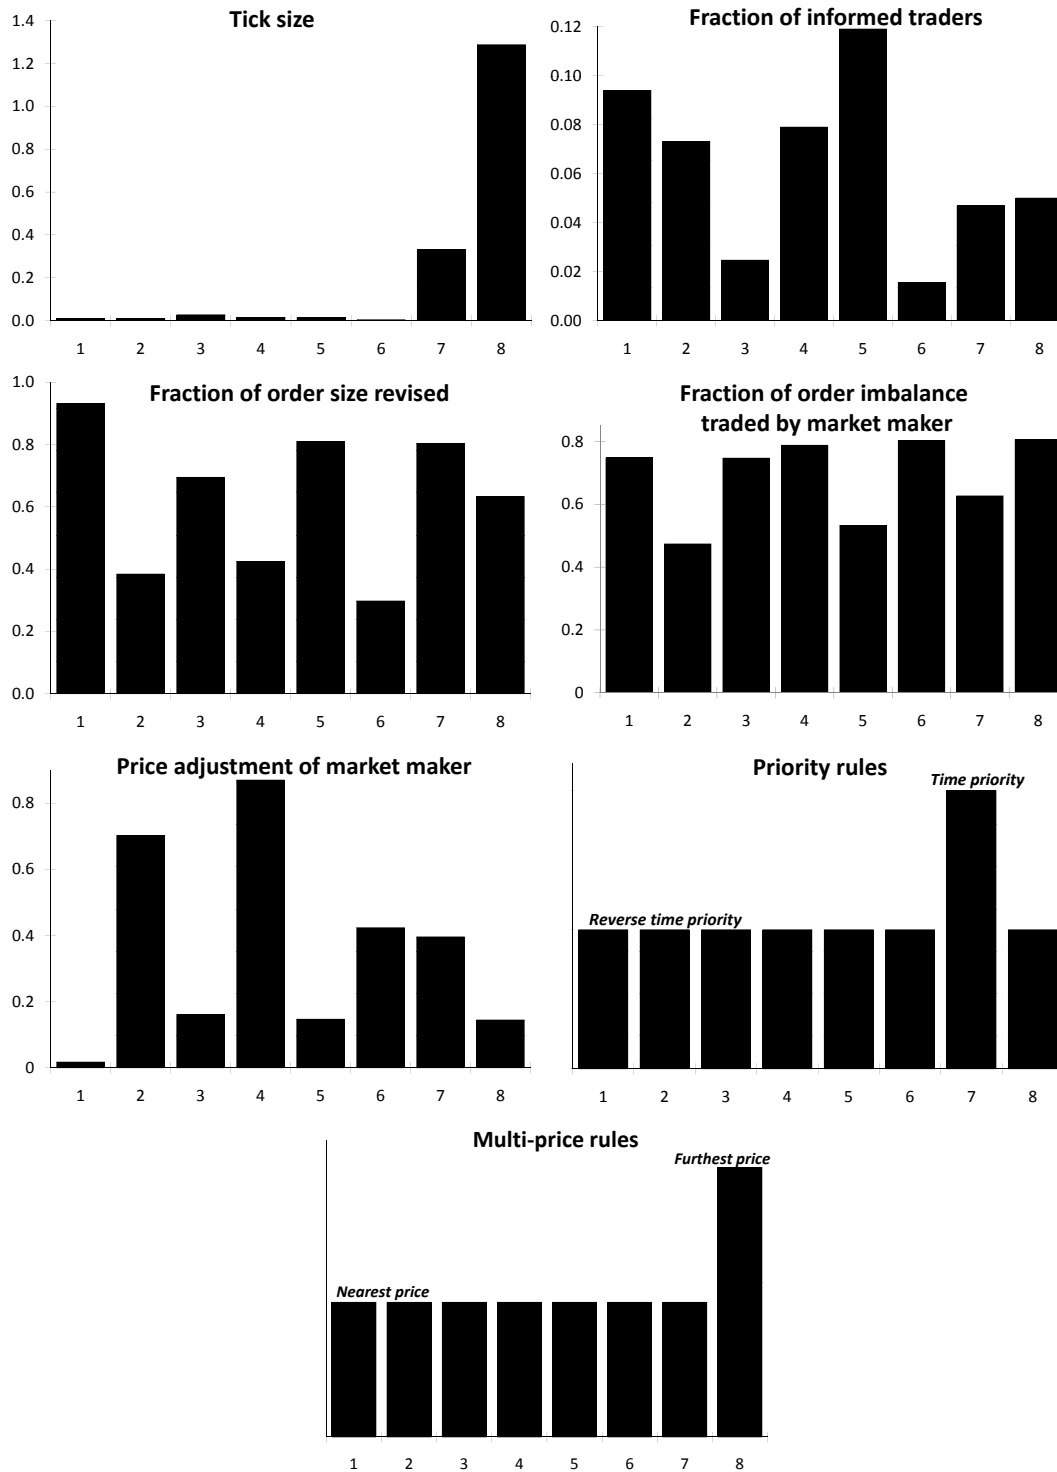 Tick size
1.4
1.2
1.0
0.8
0.6
0.4
0.2
0.0
1 2 3 4 5 6 7 8
Fraction of informed traders
0.12
0.10
0.08
0.06
0.04
0.02
0.00
1 2 3 4 5 6 7 8
Fraction of order size revised
1.0
0.8
0.6
0.4
0.2
0.0
1 2 3 4 5 6 7 8
Fraction of order imbalance
traded by market maker
0.8
0.6
0.4
0.2
0
1 2 3 4 5 6 7 8
Price adjustment of market maker
0.8
0.6
0.4
0.2
0
1 2 3 4 5 6 7 8
Priority rules
Time priority
Reverse time priority
1 2 3 4 5 6 7 8
Multi-price rules
Furthest price
Nearest price
1 2 3 4 5 6 7 8